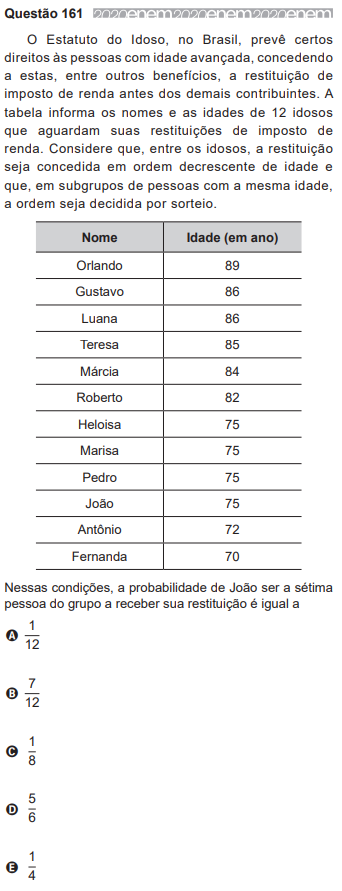 Questão 161 2020enem2020enem2020enem
O Estatuto do Idoso, no Brasil, prevê certos
direitos às pessoas com idade avançada, concedendo
a estas, entre outros benefícios, a restituição de
imposto de renda antes dos demais contribuintes. A
tabela informa os nomes e as idades de 12 idosos
que aguardam suas restituições de imposto de
renda. Considere que, entre os idosos, a restituição
seja concedida em ordem decrescente de idade e
que, em subgrupos de pessoas com a mesma idade,
a ordem seja decidida por sorteio.
Nome Idade (em ano)
Orlando 89
Gustavo 86
Luana 86
Teresa 85
Márcia 84
Roberto 82
Heloisa 75
Marisa 75
Pedro 75
João 75
Antônio 72
Fernanda 70
Nessas condições, a probabilidade de João ser a sétima
pessoa do grupo a receber sua restituição é igual a
A 1/12
B 7/12
C 1/8
D 5/6
E 1/4